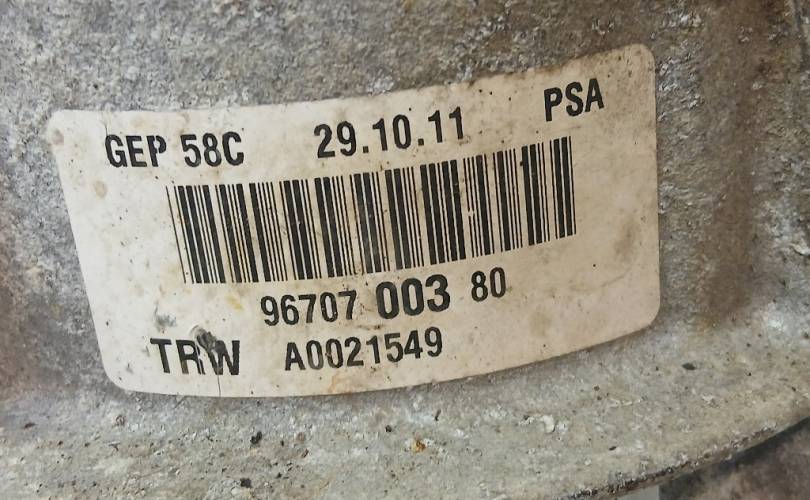 GEP 58C 29.10.11 PSA
96707 003 80
TRW A0021549